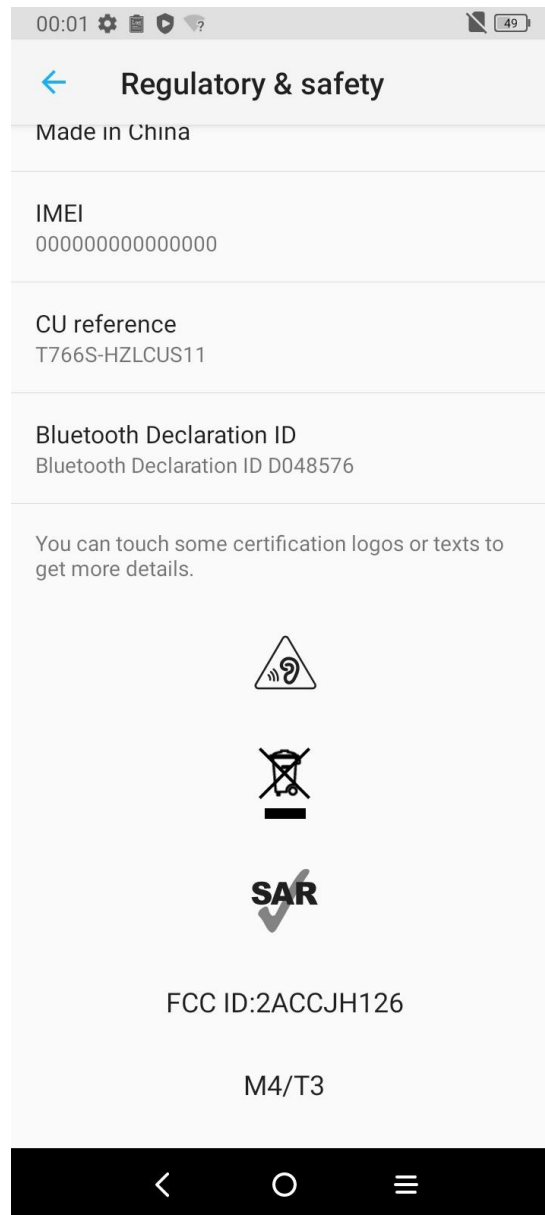 00:01
?
49
Regulatory & safety
Made in China
IMEI
000000000000000
CU reference
T766S-HZLCUS11
Bluetooth Declaration ID
Bluetooth Declaration ID D048576
You can touch some certification logos or texts to
get more details.
SAR
FCC ID:2ACCJH126
M4/T3